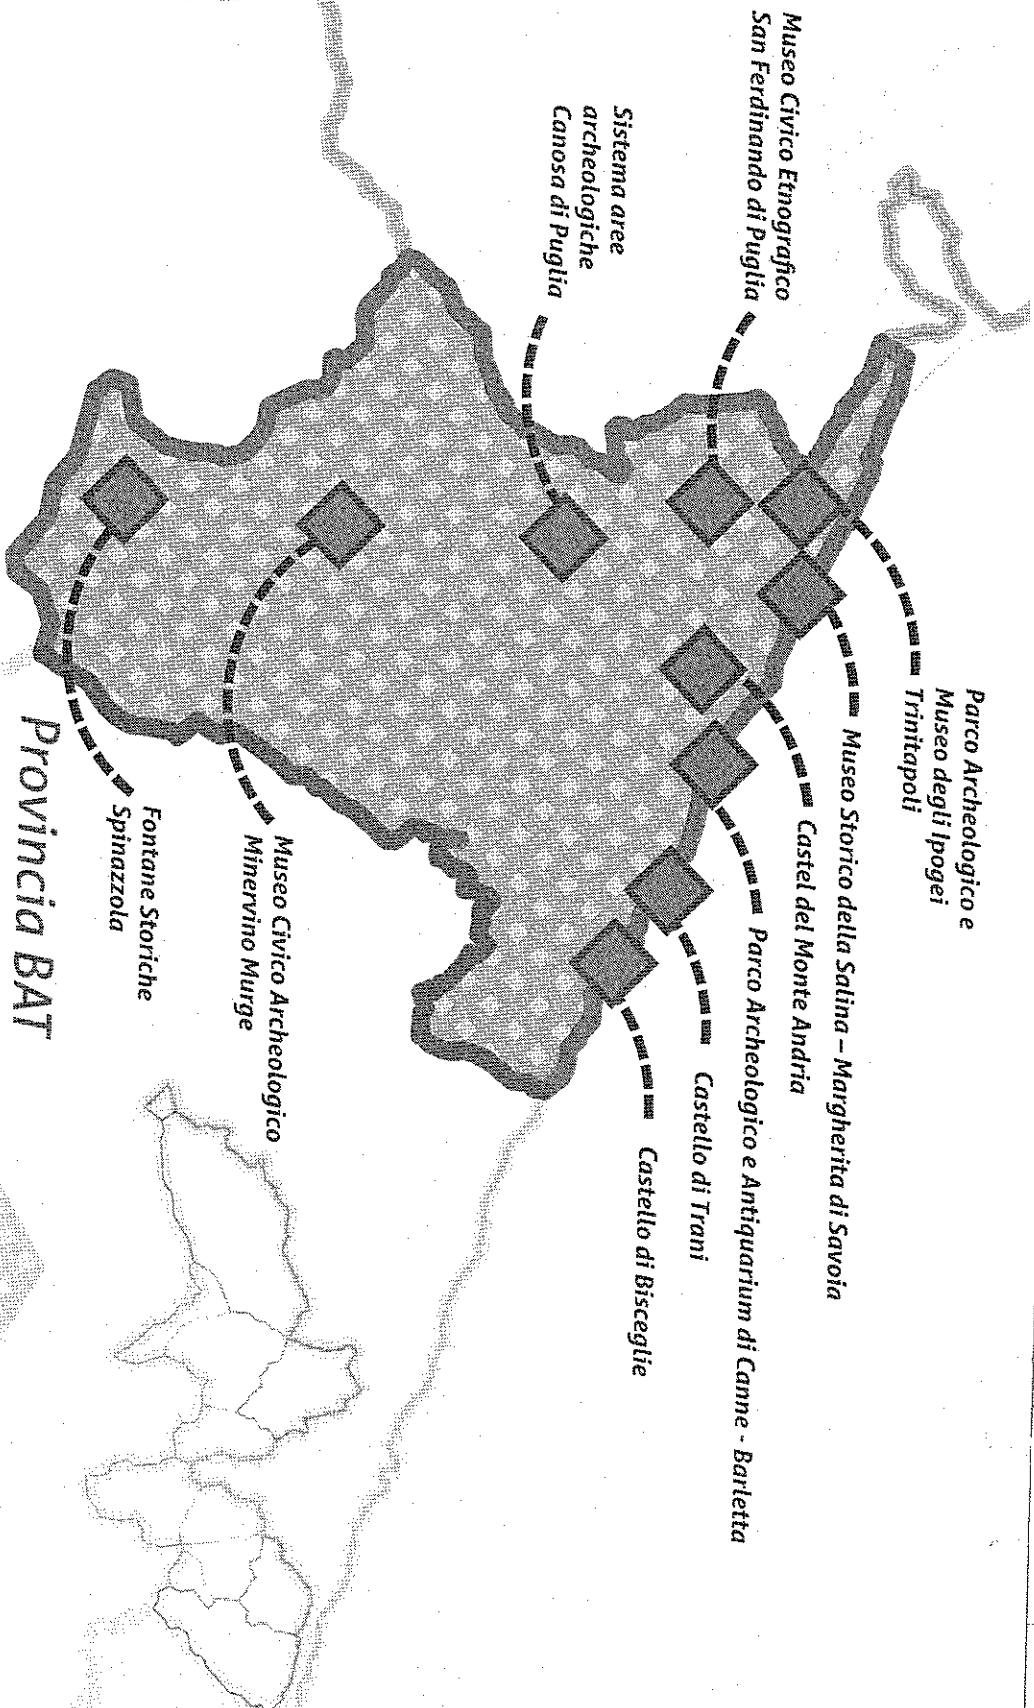 Museo Civico Etnografico
San Ferdinando di Puglia
Sistema aree
archeologiche
Canosa di Puglia
Parco Archeologico e
Museo degli Ipogei
Trinitapoli
Museo Storico della Salina – Margherita di Savoia
Castel del Monte Andria
Parco Archeologico e Antiquarium di Canne - Barletta
Castello di Trani
Castello di Bisceglie
Museo Civico Archeologico
Minervino Murge
Fontane Storiche
Spinazzola
Provincia BAT